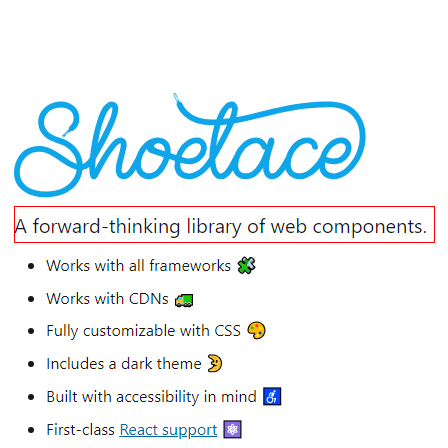 Shoelace
A forward-thinking library of web components.
Works with all frameworks 🧩
Works with CDNs 🚛
Fully customizable with CSS 🎨
Includes a dark theme 🌛
Built with accessibility in mind ♿
First-class React support ⚛️